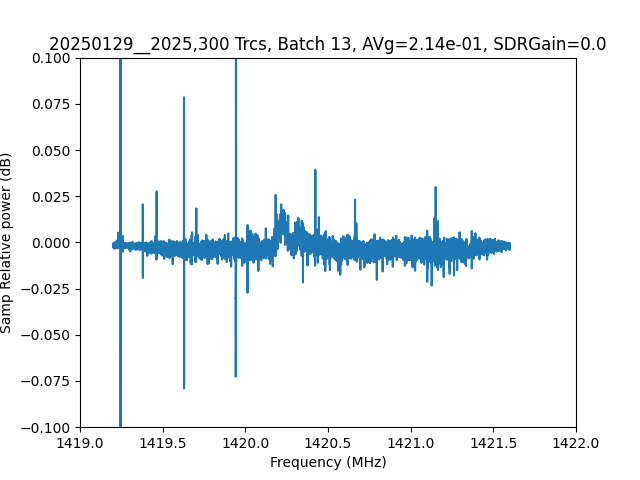 20250129__2025,300 Trcs, Batch 13, AVg=2.14e-01, SDRGain=0.0
0.100
0.075
0.050
0.025
0.000
−0.025
−0.050
−0.075
−0.100
Samp Relative power (dB)
1419.0 1419.5 1420.0 1420.5 1421.0 1421.5 1422.0
Frequency (MHz)